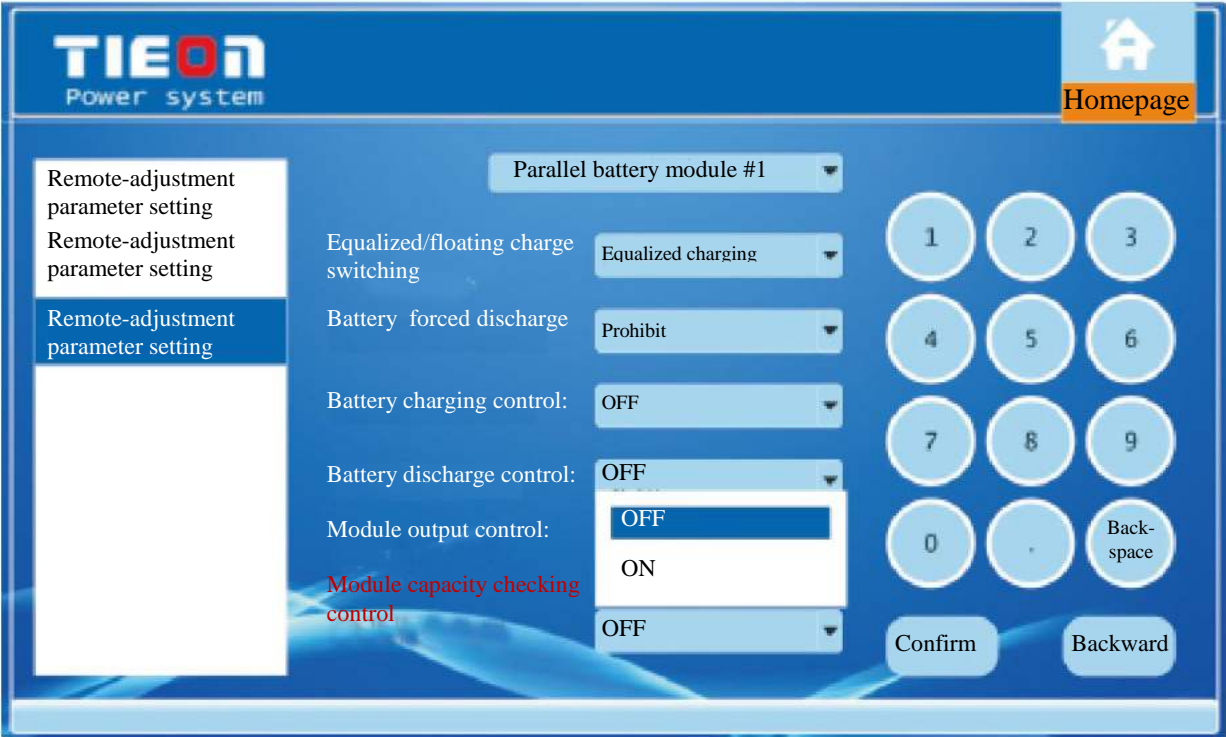 TIEON
Power system
Homepage
Remote-adjustment
parameter setting
Remote-adjustment
parameter setting
Remote-adjustment
parameter setting
Parallel battery module #1
Equalized/floating charge
switching
Equalized charging
Battery forced discharge
Prohibit
Battery charging control:
OFF
Battery discharge control:
OFF
OFF
Module output control:
ON
Module capacity checking
control
OFF
1
2
3
4
5
6
7
8
9
0
.
Back-
space
Confirm
Backward